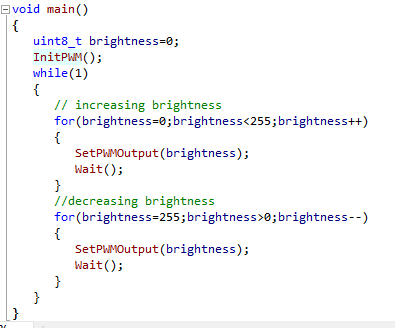 void main()
{
uint8_t brightness=0;
InitPWM();
while(1)
{
// increasing brightness
for(brightness=0;brightness<255;brightness++)
{
SetPWMOutput(brightness);
Wait();
}
//decreasing brightness
for(brightness=255;brightness>0;brightness--)
{
SetPWMOutput(brightness);
Wait();
}
}
}